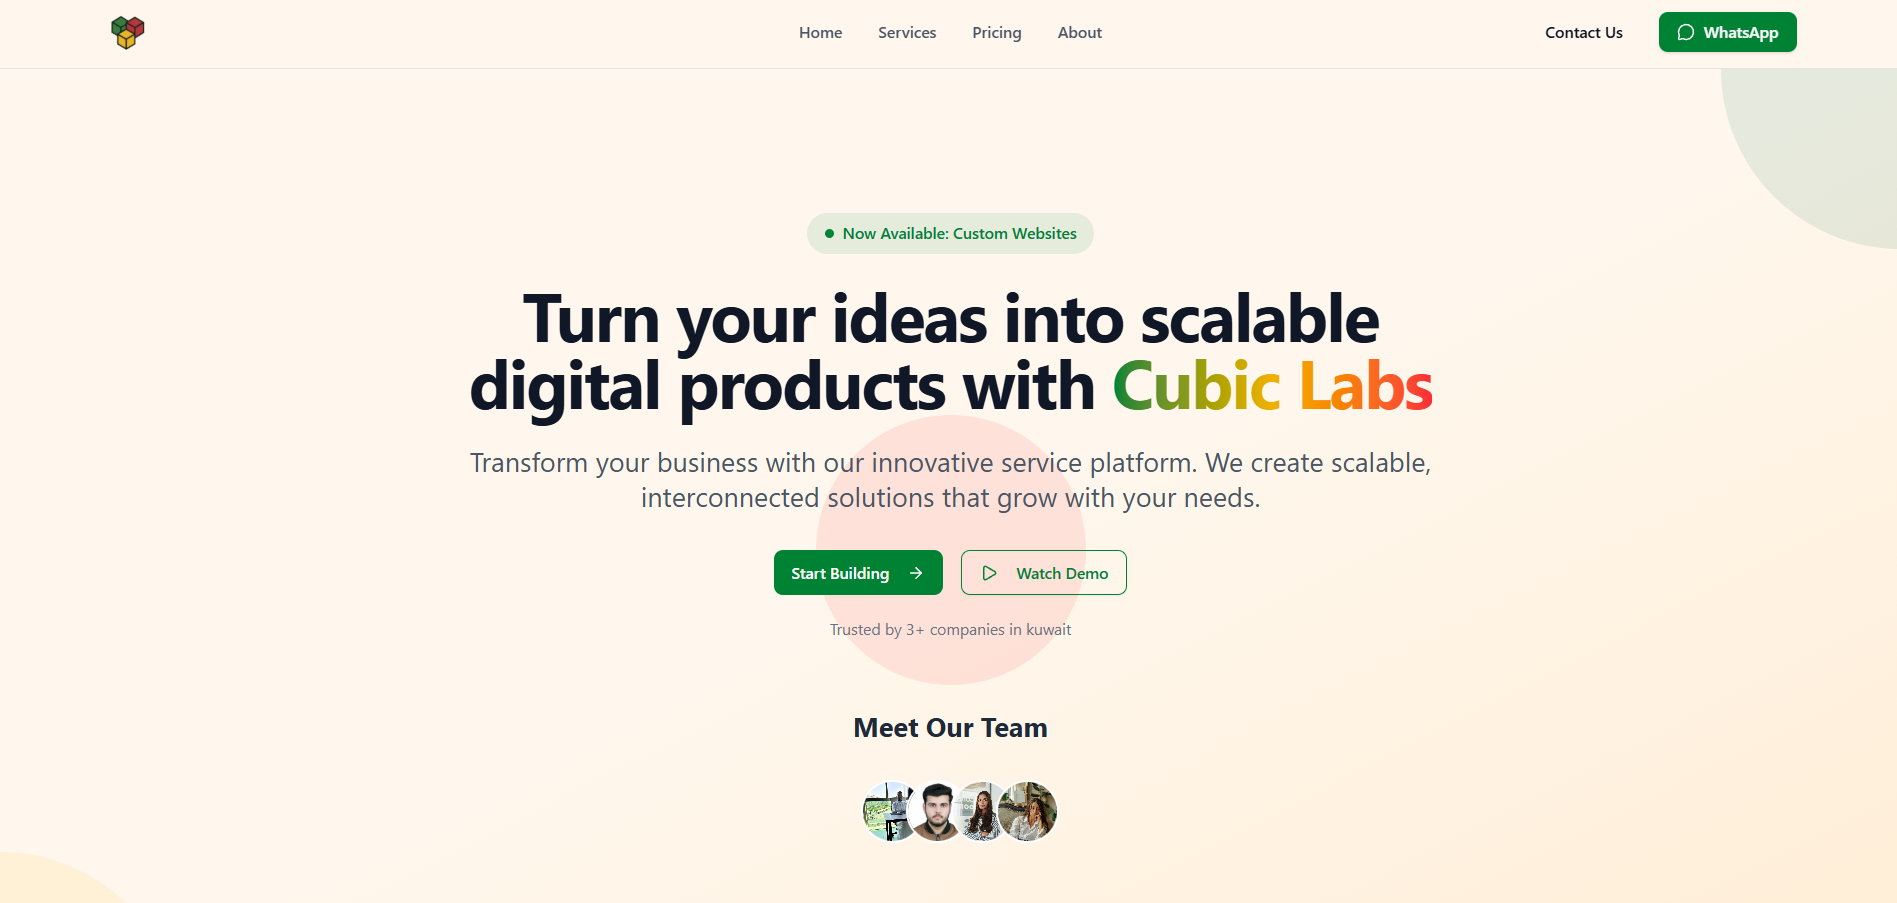 Home
Services
Pricing
About
Contact Us
WhatsApp
Now Available: Custom Websites
Turn your ideas into scalable
digital products with Cubic Labs
Transform your business with our innovative service platform. We create scalable,
interconnected solutions that grow with your needs.
Start Building
Watch Demo
Trusted by 3+ companies in kuwait
Meet Our Team